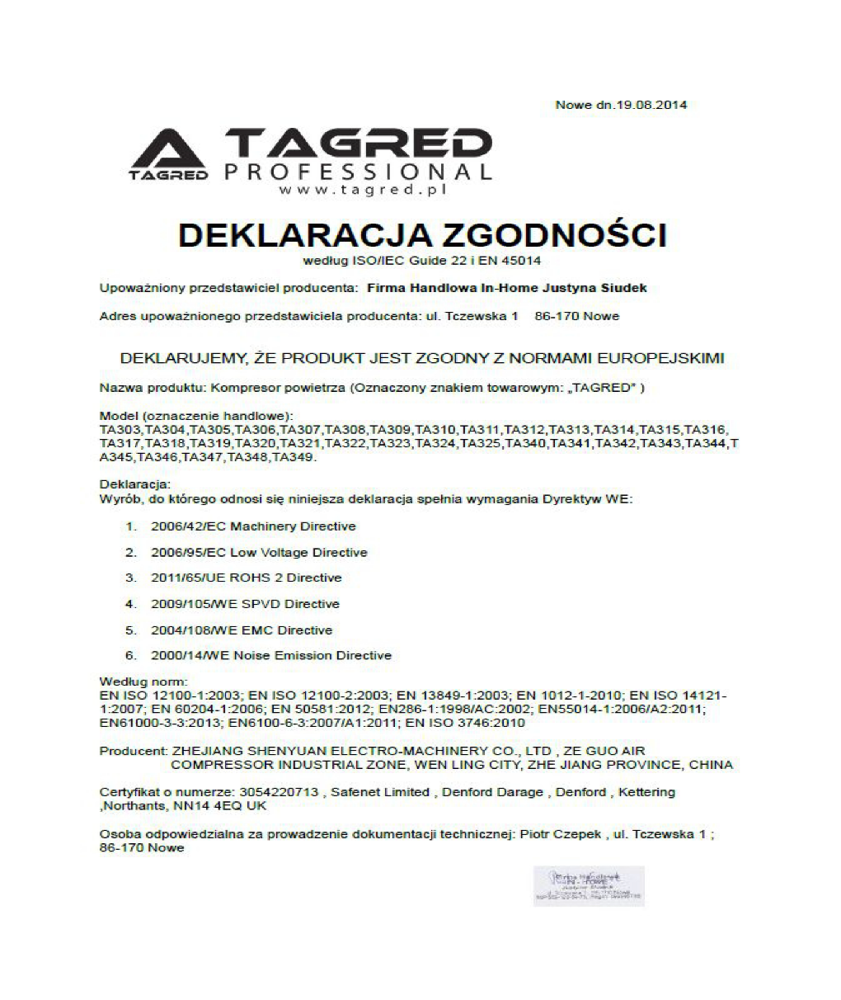 Nowe dn.19.08.2014
TAGRED
TAGRED
PROFESSIONAL
www.tagred.pl
DEKLARACJA ZGODNOŚCI
według ISO/IEC Guide 22 i EN 45014
Upoważniony przedstawiciel producenta: Firma Handlowa In-Home Justyna Siudek
Adres upoważnionego przedstawiciela producenta: ul. Tczewska 1 86-170 Nowe
DEKLARUJEMY, ŻE PRODUKT JEST ZGODNY Z NORMAMI EUROPEJSKIMI
Nazwa produktu: Kompresor powietrza (Oznaczony znakiem towarowym: „TAGRED” )
Model (oznaczenie handlowe):
TA303,TA304,TA305,TA306,TA307,TA308,TA309,TA310,TA311,TA312,TA313,TA314,TA315,TA316,
TA317,TA318,TA319,TA320,TA321,TA322,TA323,TA324,TA325,TA340,TA341,TA342,TA343,TA344,T
A345,TA346,TA347,TA348,TA349.
Deklaracja:
Wyrób, do którego odnosi się niniejsza deklaracja spełnia wymagania Dyrektyw WE:
1. 2006/42/EC Machinery Directive
2. 2006/95/EC Low Voltage Directive
3. 2011/65/UE ROHS 2 Directive
4. 2009/105/WE SPVD Directive
5. 2004/108/WE EMC Directive
6. 2000/14/WE Noise Emission Directive
Według norm:
EN ISO 12100-1:2003; EN ISO 12100-2:2003; EN 13849-1:2003; EN 1012-1-2010; EN ISO 14121-
1:2007; EN 60204-1:2006; EN 50581:2012; EN286-1:1998/AC:2002; EN55014-1:2006/A2:2011;
EN61000-3-3:2013; EN6100-6-3:2007/A1:2011; EN ISO 3746:2010
Producent: ZHEJIANG SHENYUAN ELECTRO-MACHINERY CO., LTD , ZE GUO AIR
COMPRESSOR INDUSTRIAL ZONE, WEN LING CITY, ZHE JIANG PROVINCE, CHINA
Certyfikat o numerze: 3054220713 , Safenet Limited , Denford Darage , Denford , Kettering
,Northants, NN14 4EQ UK
Osoba odpowiedzialna za prowadzenie dokumentacji technicznej: Piotr Czepek , ul. Tczewska 1 ;
86-170 Nowe
Firma Handlowa
IN - HOME